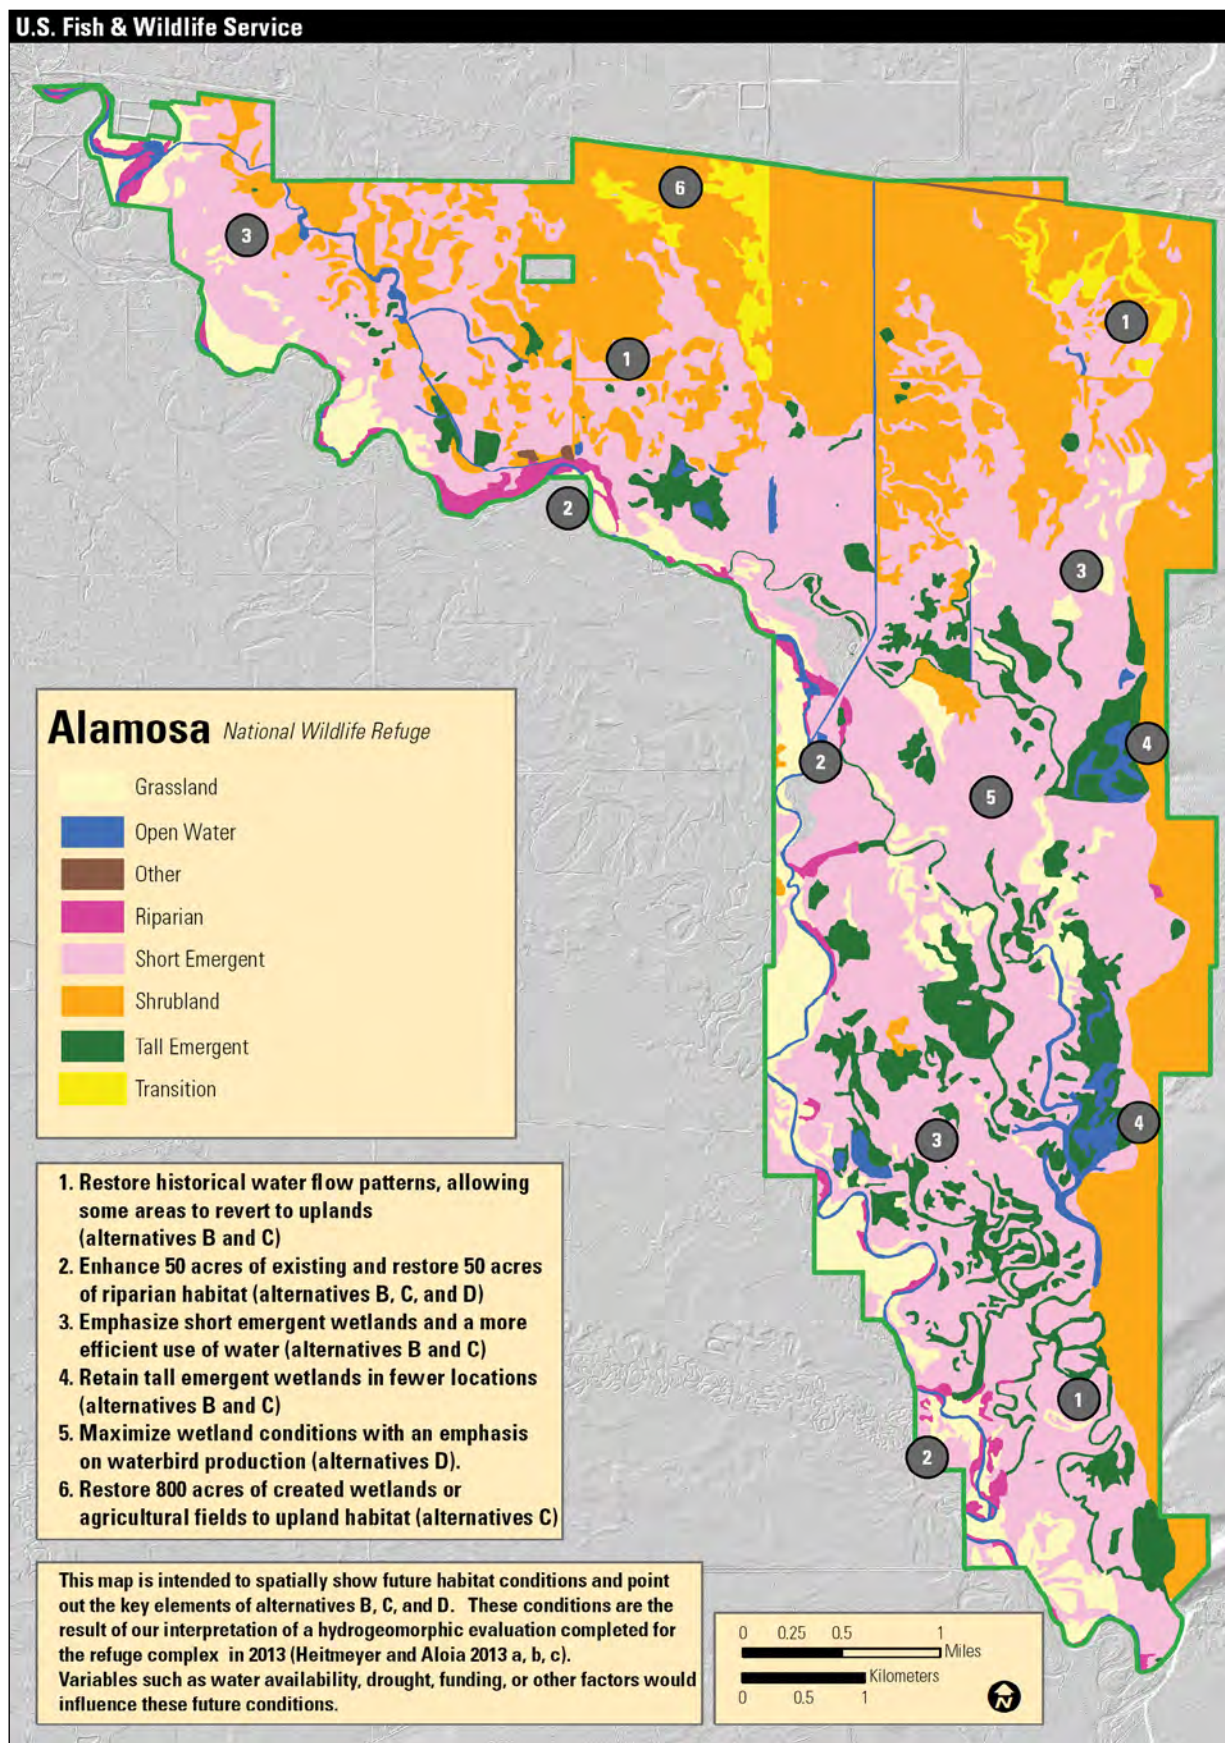 U.S. Fish & Wildlife Service
6
3
1
1
2
3
4
2
5
Alamosa National Wildlife Refuge
Grassland
Open Water
Other
Riparian
Short Emergent
Shrubland
Tall Emergent
Transition
4
3
1
2
1. Restore historical water flow patterns, allowing
some areas to revert to uplands
(alternatives B and C)
2. Enhance 50 acres of existing and restore 50 acres
of riparian habitat (alternatives B, C, and D)
3. Emphasize short emergent wetlands and a more
efficient use of water (alternatives B and C)
4. Retain tall emergent wetlands in fewer locations
(alternatives B and C)
5. Maximize wetland conditions with an emphasis
on waterbird production (alternatives D).
6. Restore 800 acres of created wetlands or
agricultural fields to upland habitat (alternatives C)
This map is intended to spatially show future habitat conditions and point
out the key elements of alternatives B, C, and D. These conditions are the
result of our interpretation of a hydrogeomorphic evaluation completed for
the refuge complex in 2013 (Heitmeyer and Aloia 2013 a, b, c).
Variables such as water availability, drought, funding, or other factors would
influence these future conditions.
0 0.25 0.5 1
Miles
Kilometers
0 0.5 1
N